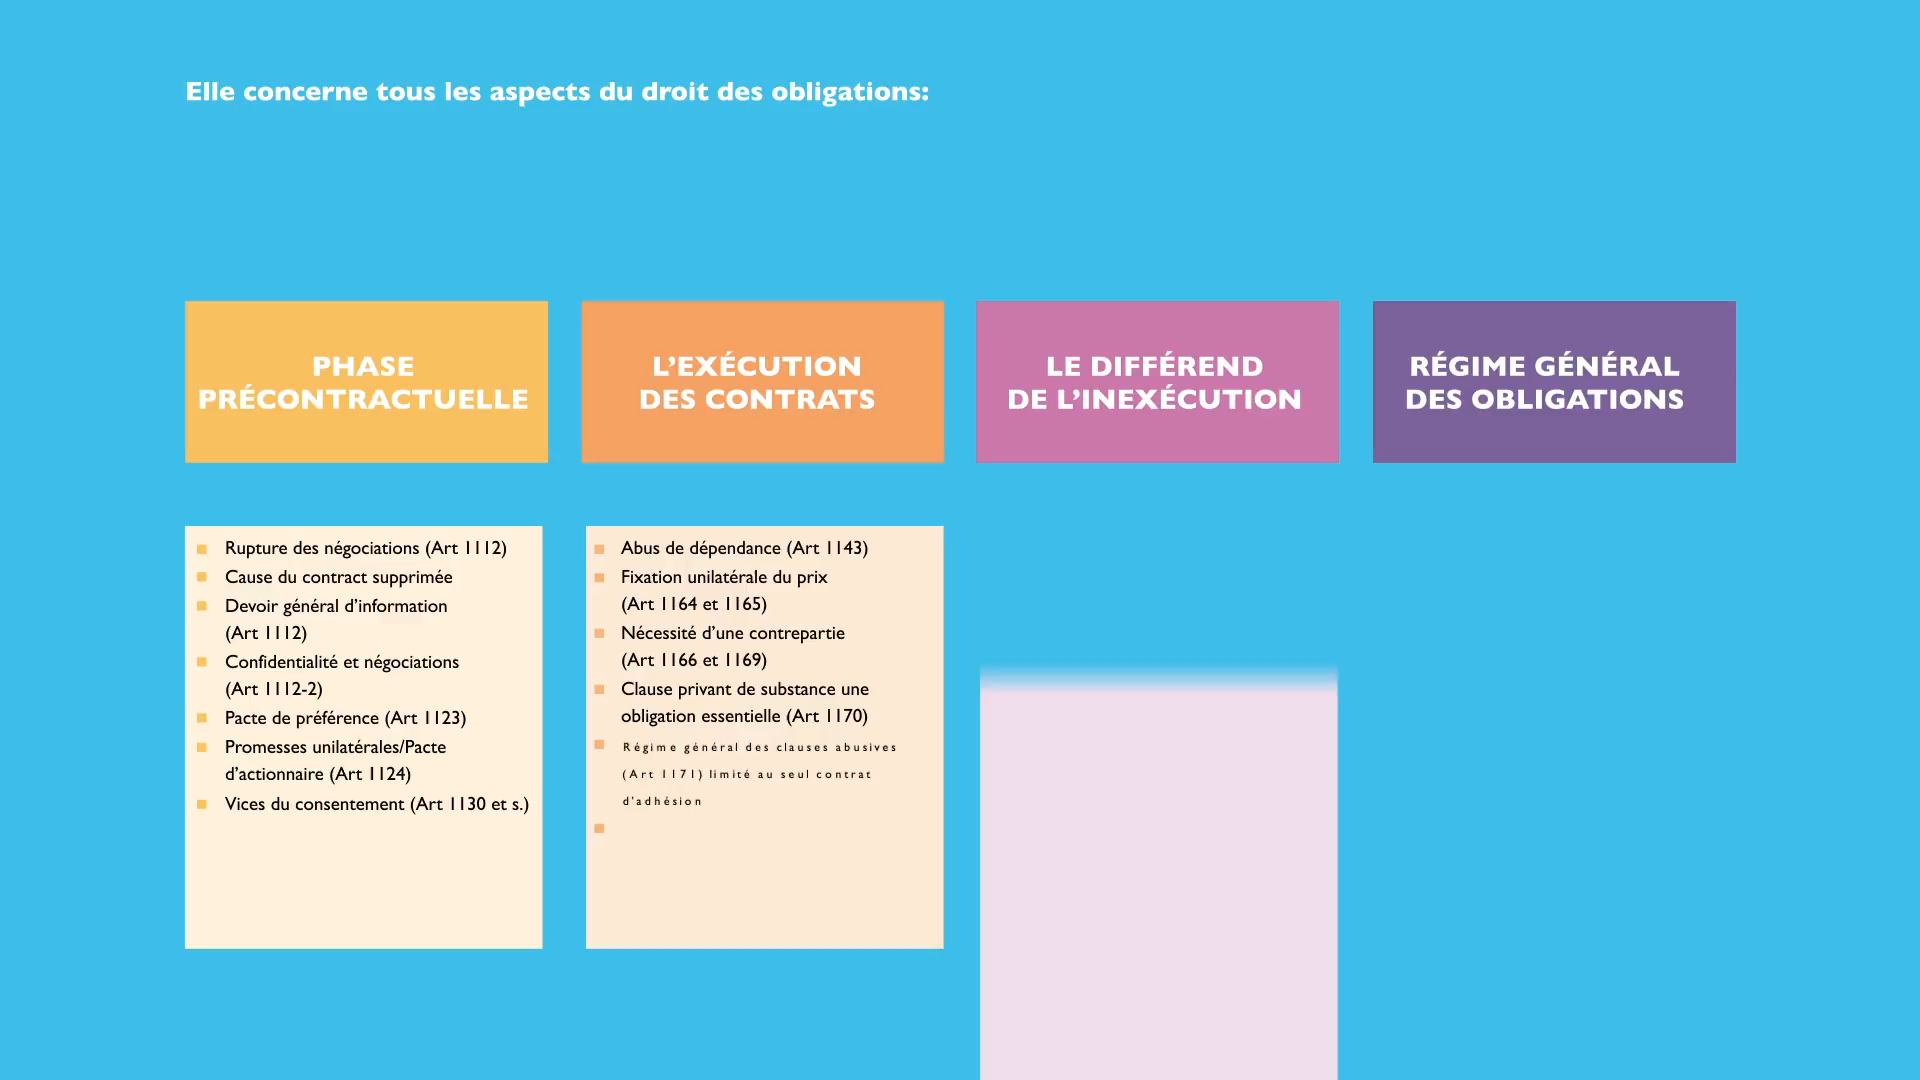 Elle concerne tous les aspects du droit des obligations:
PHASE
PRÉCONTRACTUELLE
L’EXÉCUTION
DES CONTRATS
LE DIFFÉREND
DE L’INEXÉCUTION
RÉGIME GÉNÉRAL
DES OBLIGATIONS
Rupture des négociations (Art 1112)
Cause du contract supprimée
Devoir général d’information
(Art 1112)
Confidentialité et négociations
(Art 1112-2)
Pacte de préférence (Art 1123)
Promesses unilatérales/Pacte
d’actionnaire (Art 1124)
Vices du consentement (Art 1130 et s.)
Abus de dépendance (Art 1143)
Fixation unilatérale du prix
(Art 1164 et 1165)
Nécessité d’une contrepartie
(Art 1166 et 1169)
Clause privant de substance une
obligation essentielle (Art 1170)
Régime général des clauses abusives
(Art 1171) limité au seul contrat
d’adhésion